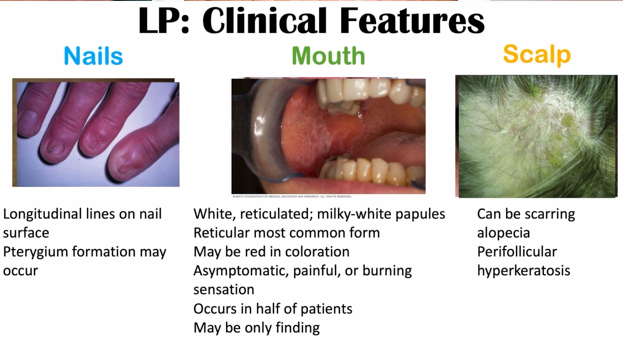 LP: Clinical Features
Nails
Mouth
Scalp
Longitudinal lines on nail
surface
Pterygium formation may
occur
White, reticulated; milky-white papules
Reticular most common form
May be red in coloration
Asymptomatic, painful, or burning
sensation
Occurs in half of patients
May be only finding
Can be scarring
alopecia
Perifollicular
hyperkeratosis